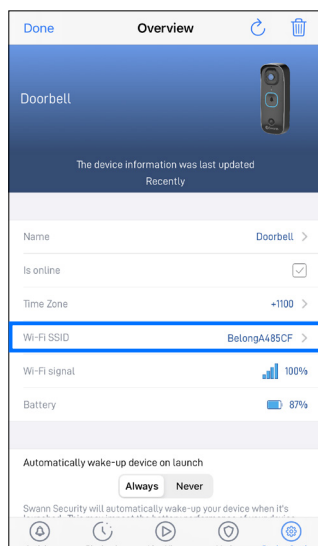 Done Overview
Doorbell
The device information was last updated
Recently
Name Doorbell
Is online
Time Zone +1100
Wi-Fi SSID BelongA485CF
Wi-Fi signal 100%
Battery 87%
Automatically wake-up device on launch
Always Never
Swann Security will automatically wake-up your device when it's